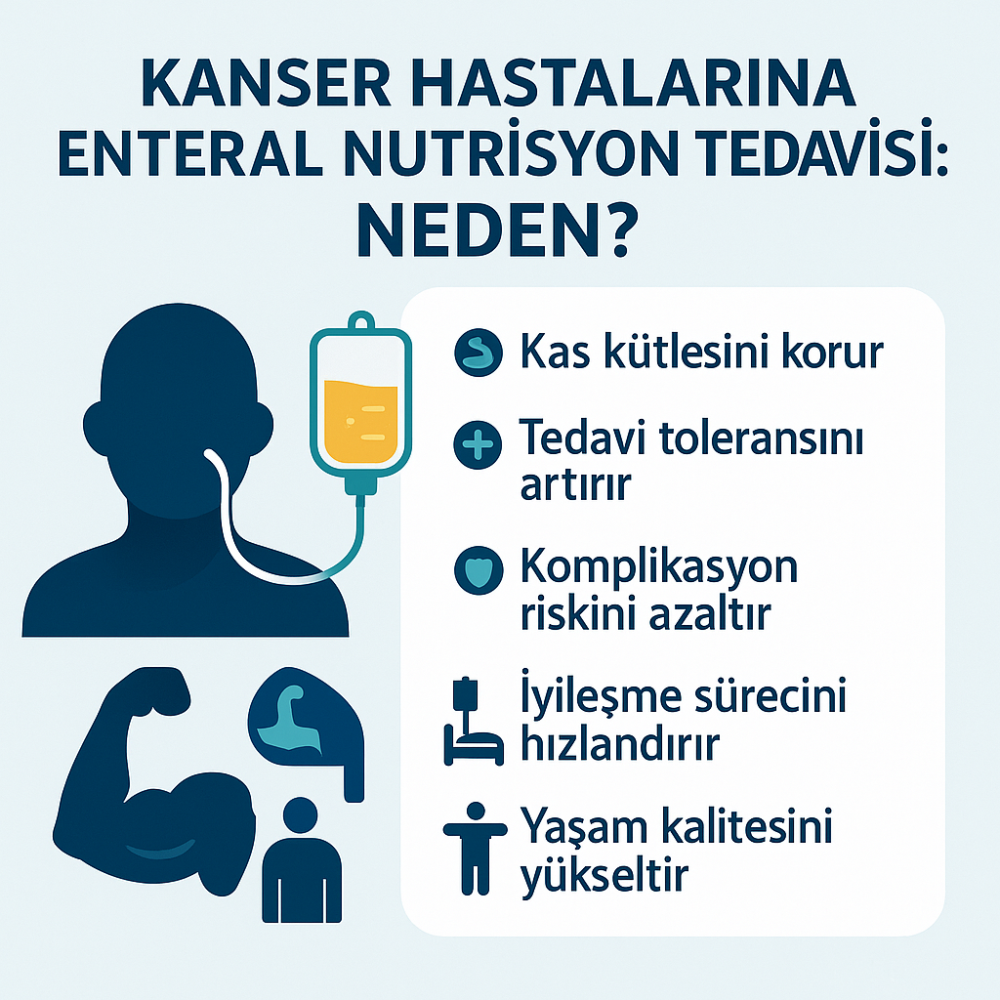 KANSER HASTALARINA
ENTERAL NUTRİSYON TEDAVİSİ:
NEDEN?
Kas kütlesini korur
Tedavi toleransını
artırır
Komplikasyon
riskini azaltır
İyileşme sürecini
hızlandırır
Yaşam kalitesini
yükseltir